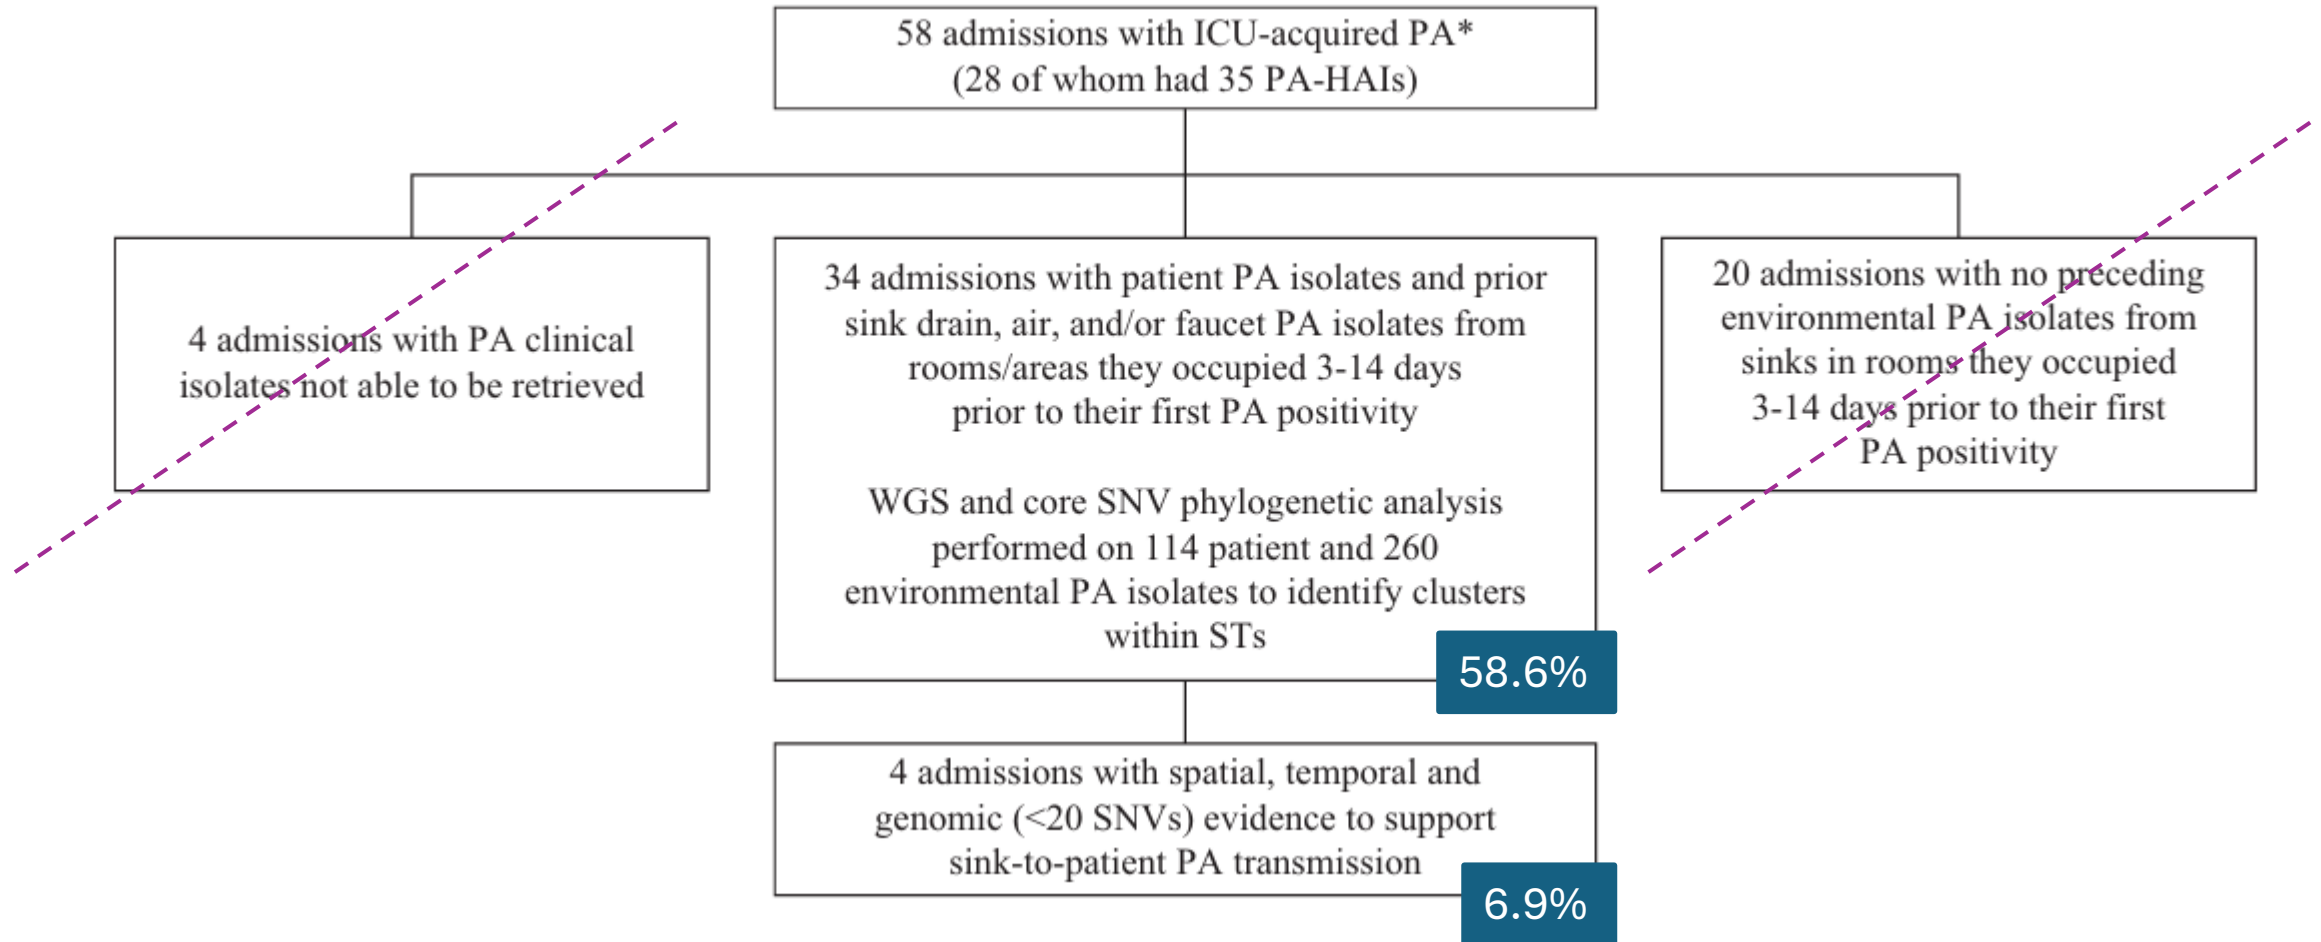 58 admissions with ICU-acquired PA*
(28 of whom had 35 PA-HAIs)
4 admissions with PA clinical
isolates not able to be retrieved
34 admissions with patient PA isolates and prior
sink drain, air, and/or faucet PA isolates from
rooms/areas they occupied 3-14 days
prior to their first PA positivity
WGS and core SNV phylogenetic analysis
performed on 114 patient and 260
environmental PA isolates to identify clusters
within STs
58.6%
20 admissions with no preceding
environmental PA isolates from
sinks in rooms they occupied
3-14 days prior to their first
PA positivity
4 admissions with spatial, temporal and
genomic (<20 SNVs) evidence to support
sink-to-patient PA transmission
6.9%